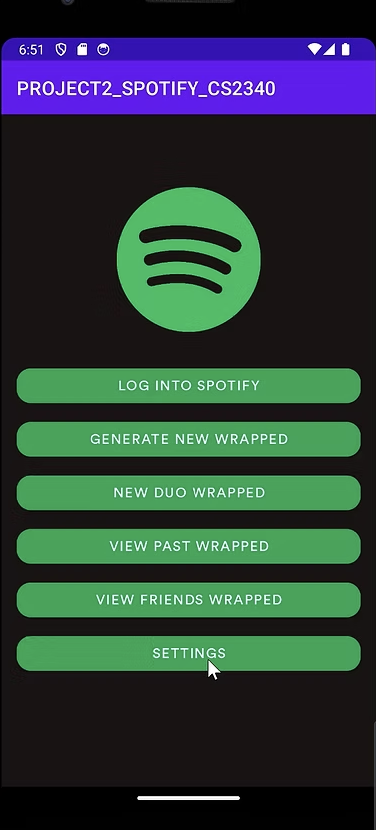 6:51
PROJECT2_SPOTIFY_CS2340
LOG INTO SPOTIFY
GENERATE NEW WRAPPED
NEW DUO WRAPPED
VIEW PAST WRAPPED
VIEW FRIENDS WRAPPED
SETTINGS